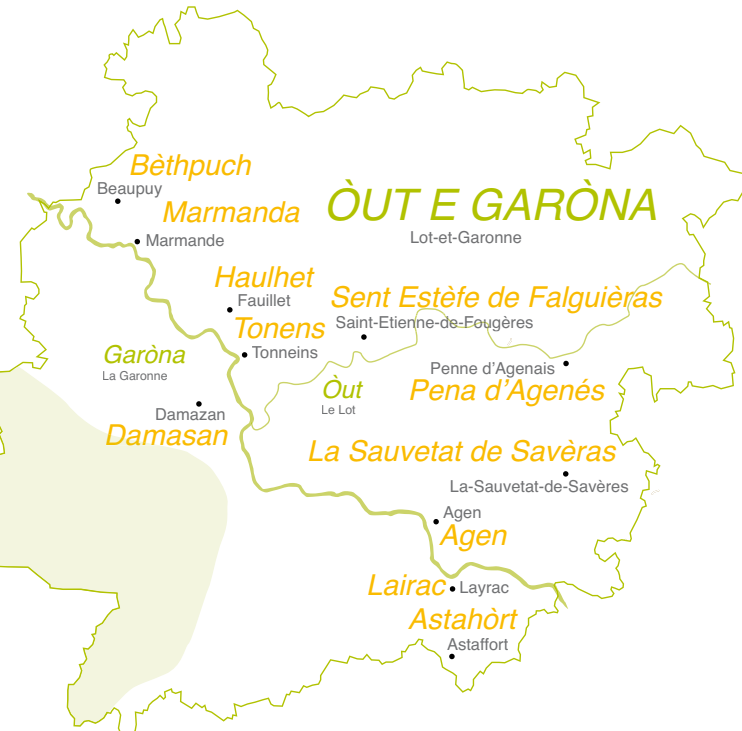 Bèthpuch
Beaupuy
Marmanda
Marmande
ÒUT E GARÒNA
Lot-et-Garonne
Haulhet
Fauillet
Sent Estèfe de Falguièras
Saint-Etienne-de-Fougères
Tonens
Tonneins
Garòna
La Garonne
Òut
Le Lot
Penne d'Agenais
Pena d'Agenés
Damazan
Damasan
La Sauvetat de Savèras
La-Sauvetat-de-Savères
Agen
Agen
Lairac
Layrac
Astahòrt
Astaffort